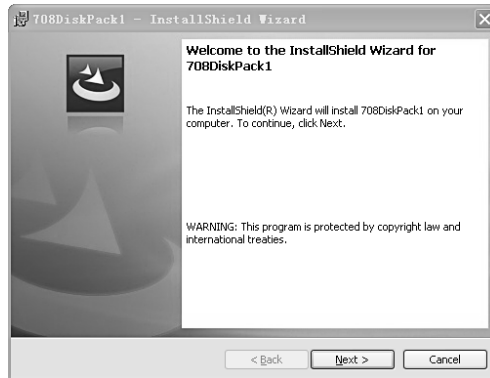 708DiskPack1 - InstallShield Wizard
Welcome to the InstallShield Wizard for
708DiskPack1
The InstallShield(R) Wizard will install 708DiskPack1 on your
computer. To continue, click Next.
WARNING: This program is protected by copyright law and
international treaties.
< Back Next > Cancel